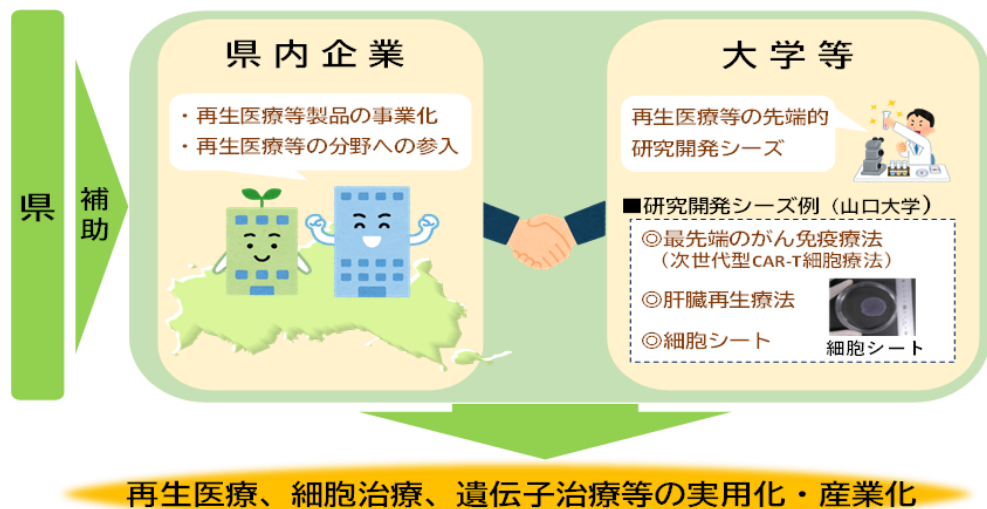 県
補助
県内企業
・再生医療等製品の事業化
・再生医療等の分野への参入
大学等
再生医療等の先端的
研究開発シーズ
■研究開発シーズ例（山口大学）
◎最先端のがん免疫療法
（次世代型CAR-T細胞療法）
◎肝臓再生療法
◎細胞シート
細胞シート
再生医療、細胞治療、遺伝子治療等の実用化・産業化